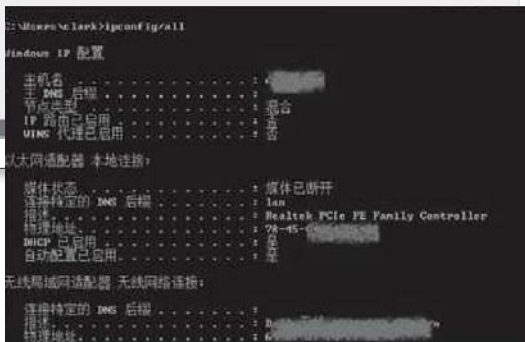 C:\Users\clark>ipconfig/all
Windows IP 配置
主机名 . . . . . . . . . . . . . :
主 DNS 后缀 . . . . . . . . . . . :
节点类型 . . . . . . . . . . . . : 混合
IP 路由已启用 . . . . . . . . . . : 否
WINS 代理已启用 . . . . . . . . . : 否
以太网适配器 本地连接:
媒体状态 . . . . . . . . . . . . : 媒体已断开
连接特定的 DNS 后缀 . . . . . . . : lan
描述. . . . . . . . . . . . . . . : Realtek PCIe FE Family Controller
物理地址. . . . . . . . . . . . . : 78-45-
DHCP 已启用 . . . . . . . . . . . : 是
自动配置已启用. . . . . . . . . . : 是
无线局域网适配器 无线网络连接:
连接特定的 DNS 后缀 . . . . . . . :
描述. . . . . . . . . . . . . . . :
物理地址. . . . . . . . . . . . . :